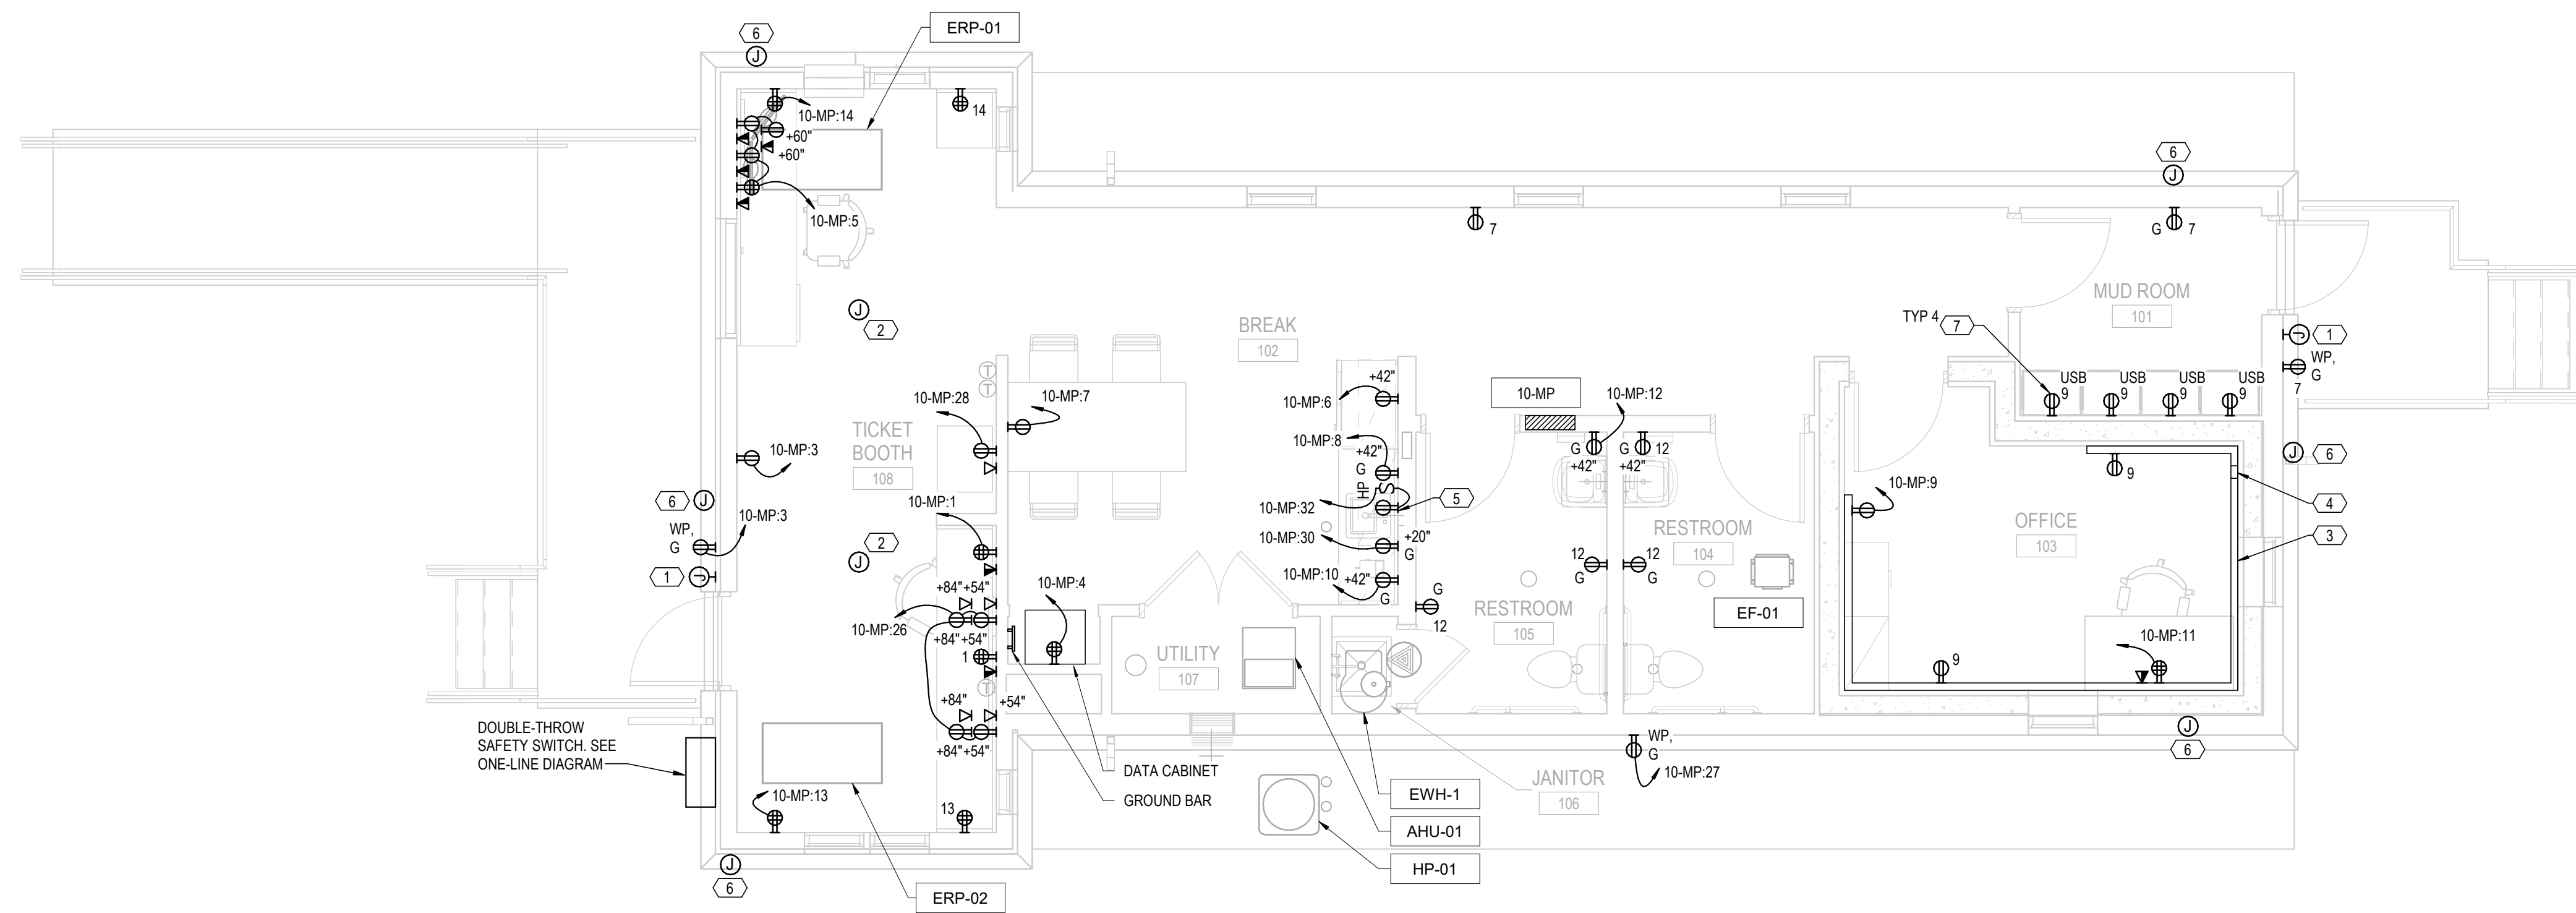 ERP-01
6
J
10-MP:14
14
+60"
+60"
10-MP:5
6
J
7
G 7
J
2
MUD ROOM
101
BREAK
102
TYP 4
7
USB
9
USB
9
USB
9
USB
9
J
1
WP,
G
7
T
T
10-MP:28
10-MP:7
+42"
10-MP:6
10-MP
10-MP:12
TICKET
BOOTH
108
10-MP:8
+42"
G
G
+42"
G
+42"
12
9
J
6
10-MP:3
6
J
10-MP:3
WP,
G
10-MP:1
HP
S
5
10-MP:32
10-MP:9
4
OFFICE
103
3
RESTROOM
104
J
2
10-MP:30
+20"
G
12
G
12
G
1
J
10-MP:4
10-MP:10
+42"
G
+84"
+54"
10-MP:26
+84"
+54"
G
12
RESTROOM
105
EF-01
1
UTILITY
107
10-MP:11
9
T
+84"
+54"
+84"
+54"
DOUBLE-THROW
SAFETY SWITCH. SEE
ONE-LINE DIAGRAM
J
6
WP,
G
10-MP:27
DATA CABINET
GROUND BAR
JANITOR
106
EWH-1
10-MP:13
13
AHU-01
J
6
HP-01
ERP-02